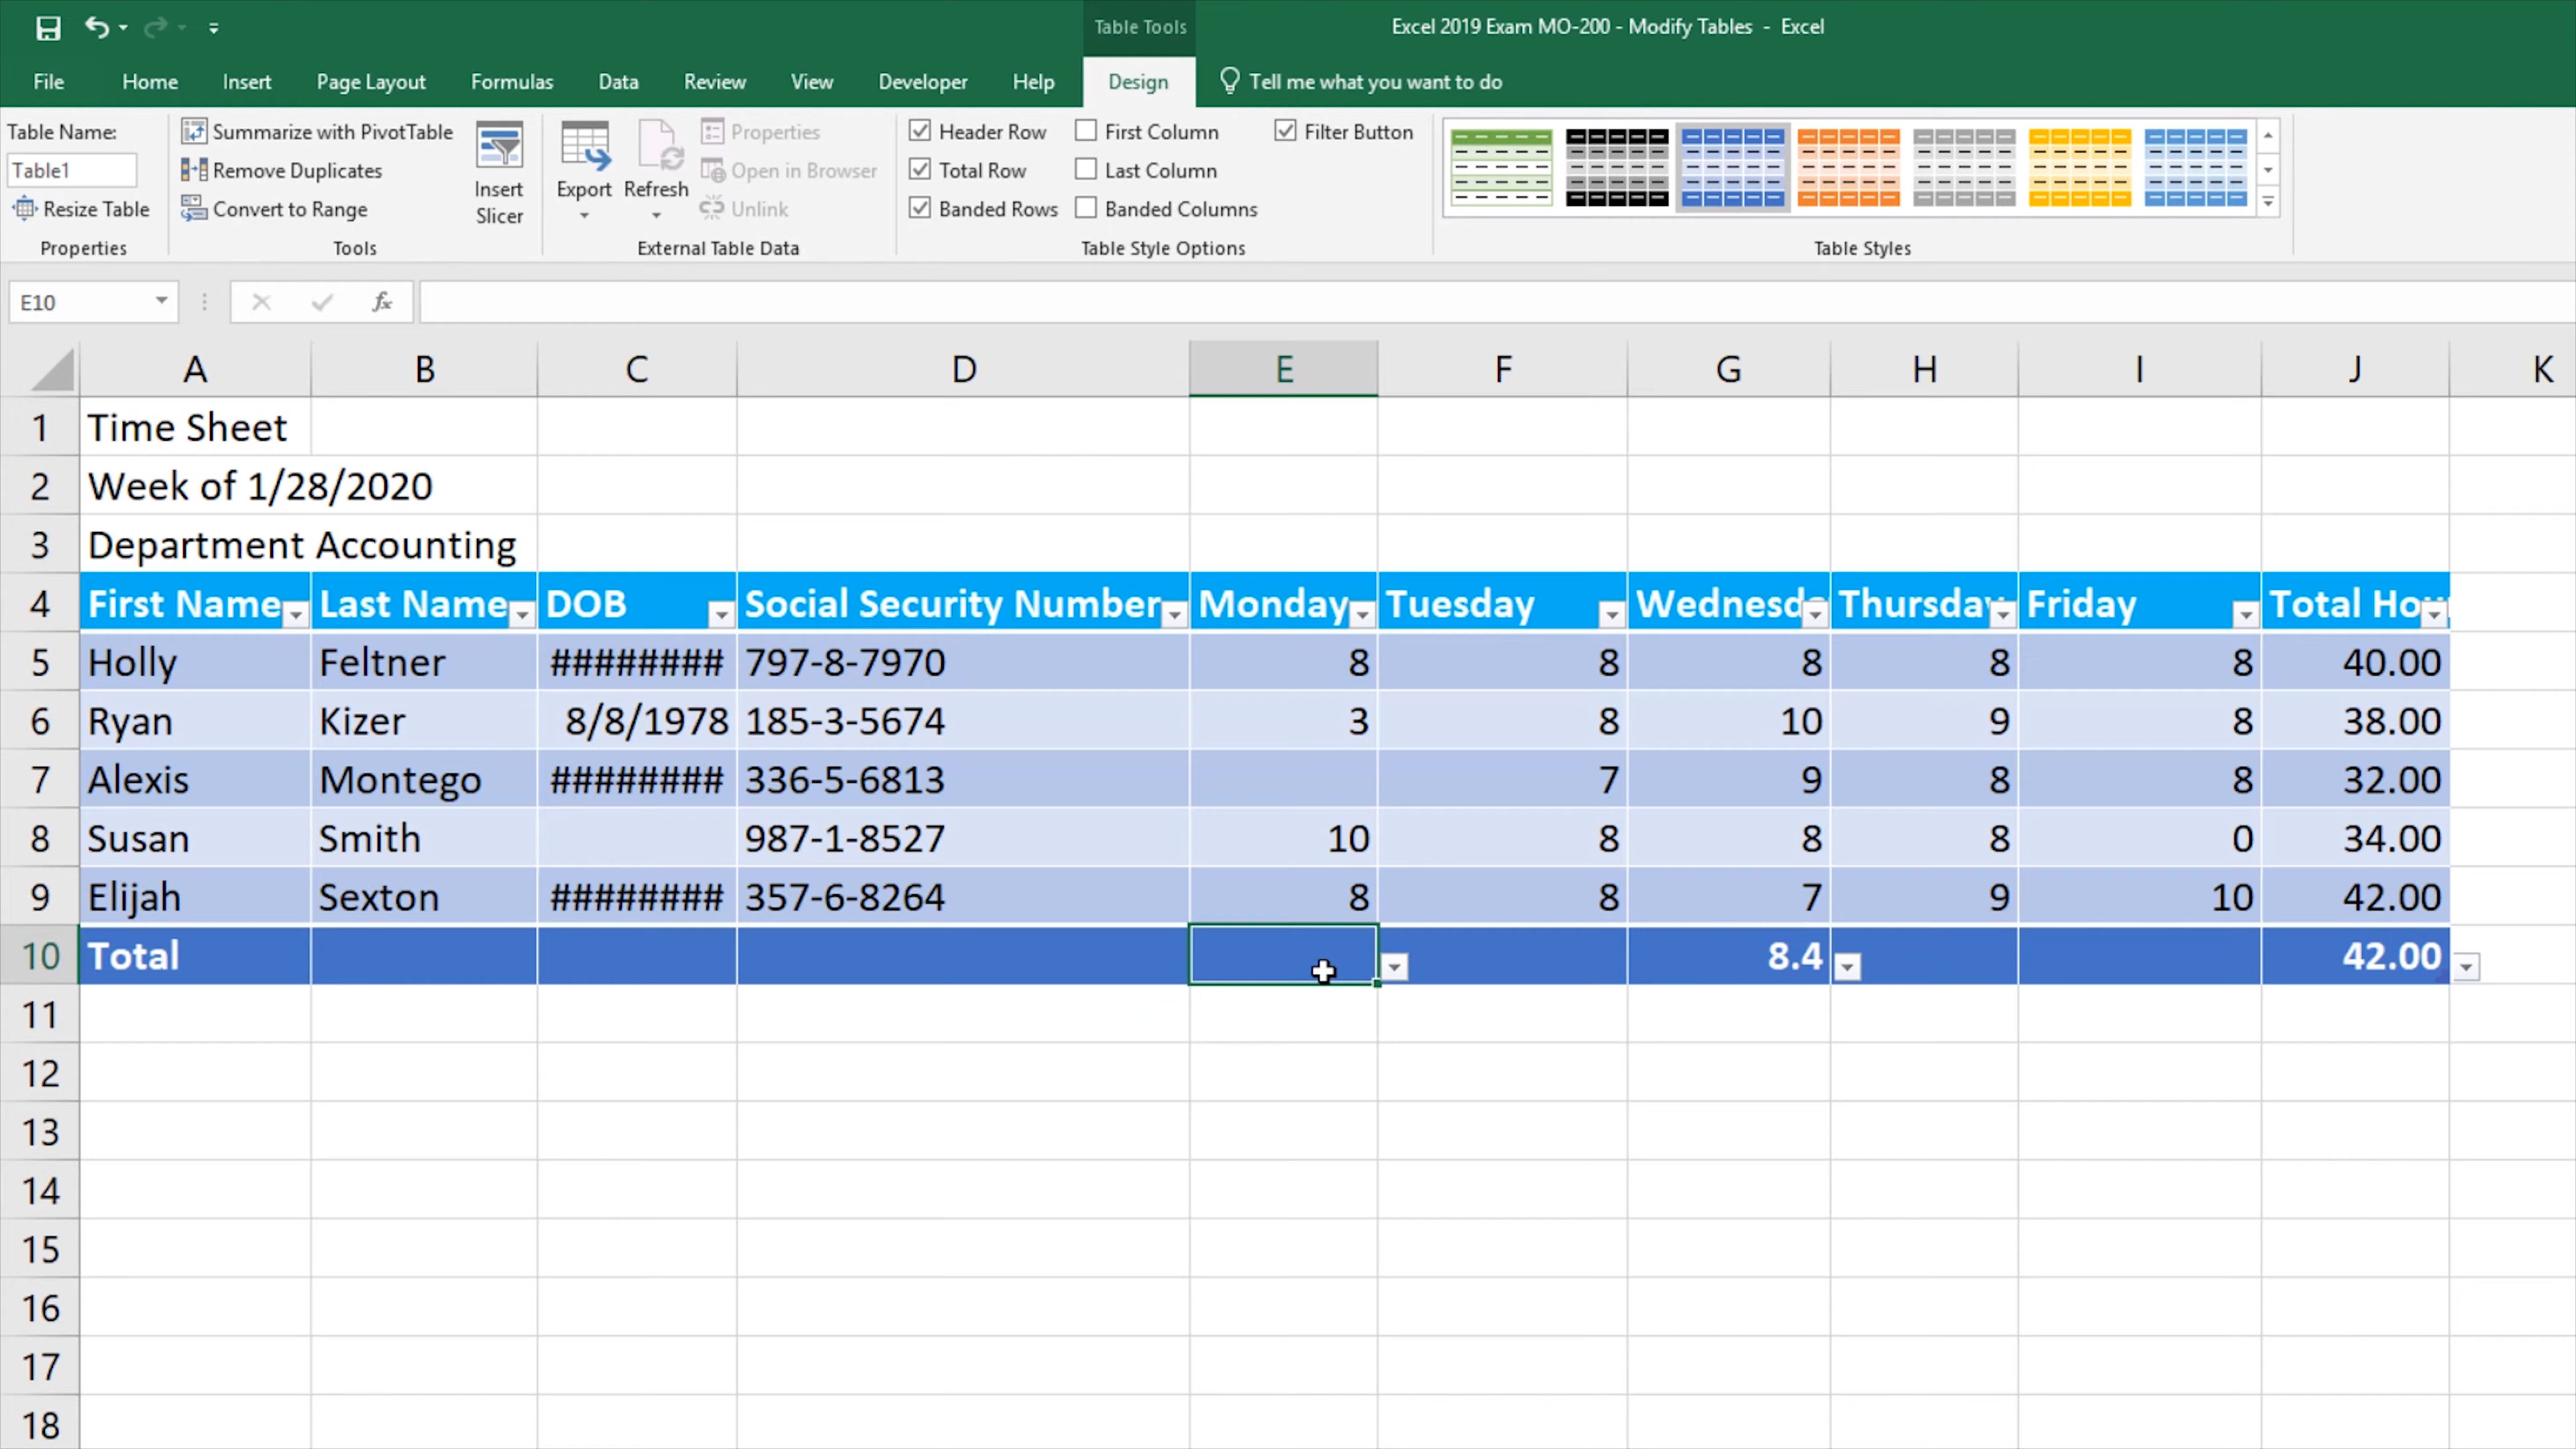 Table Tools
Excel 2019 Exam MO-200 - Modify Tables - Excel
File Home Insert Page Layout Formulas Data Review View Developer Help Design Tell me what you want to do
Table Name:
Table1
Resize Table
Properties
Summarize with PivotTable
Remove Duplicates
Convert to Range
Insert
Slicer
Tools
Export
Refresh
Properties
Open in Browser
Unlink
External Table Data
Header Row
Total Row
Banded Rows
First Column
Last Column
Banded Columns
Filter Button
Table Style Options
Table Styles
E10
fx
A B C D E F G H I J K
1 Time Sheet
2 Week of 1/28/2020
3 Department Accounting
4 First Name Last Name DOB Social Security Number Monday Tuesday Wednesd Thursday Friday Total Hou
5 Holly Feltner ######## 797-8-7970 8 8 8 8 8 40.00
6 Ryan Kizer 8/8/1978 185-3-5674 3 8 10 9 8 38.00
7 Alexis Montego ######## 336-5-6813 7 9 8 8 32.00
8 Susan Smith 987-1-8527 10 8 8 8 0 34.00
9 Elijah Sexton ######## 357-6-8264 8 8 7 9 10 42.00
10 Total 8.4 42.00
11
12
13
14
15
16
17
18